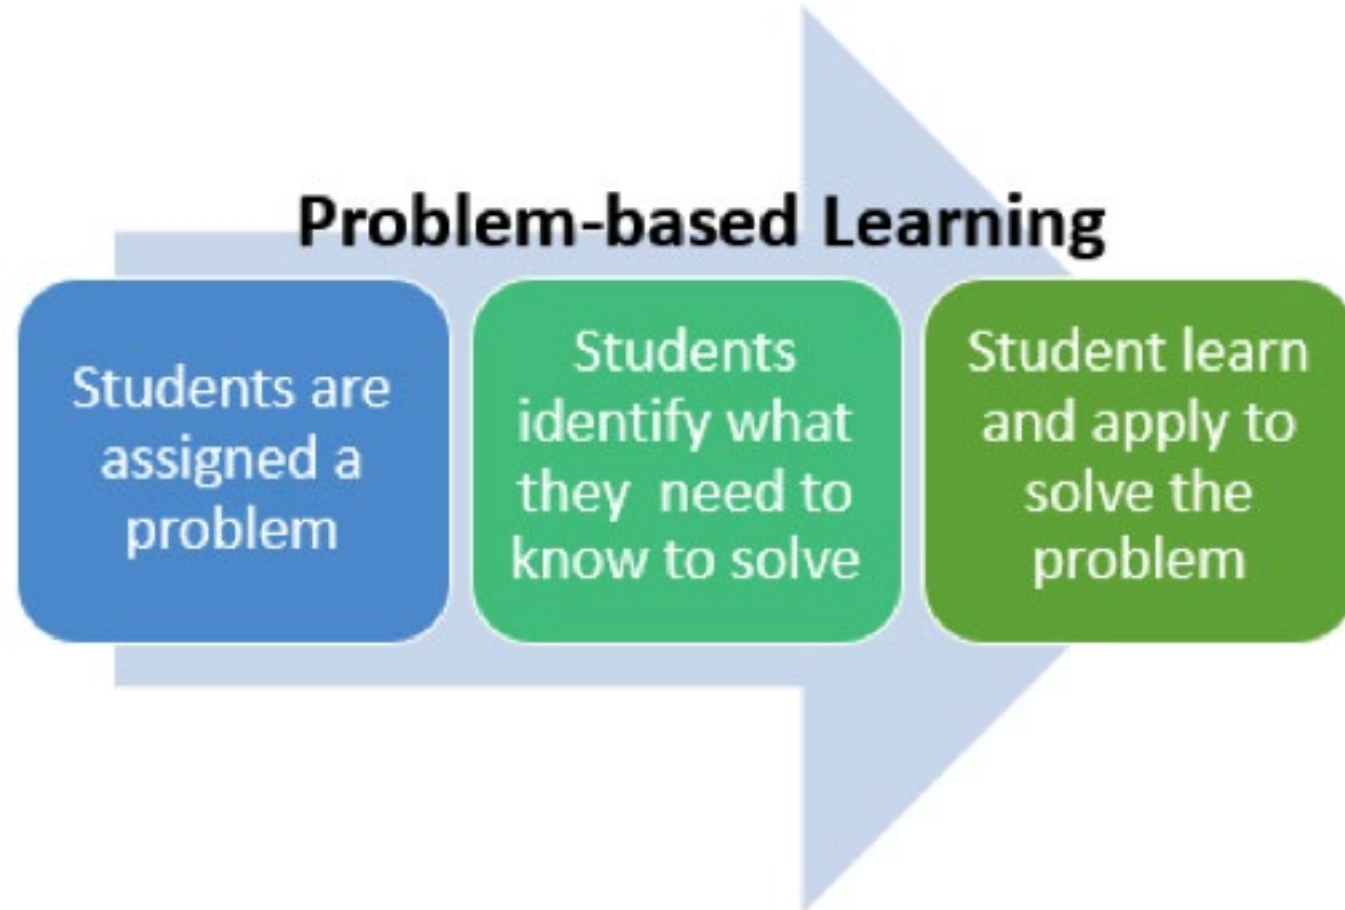 Problem-based Learning
Students are
assigned a
problem
Students
identify what
they  need to
know to solve
Student learn
and apply to
solve the
problem